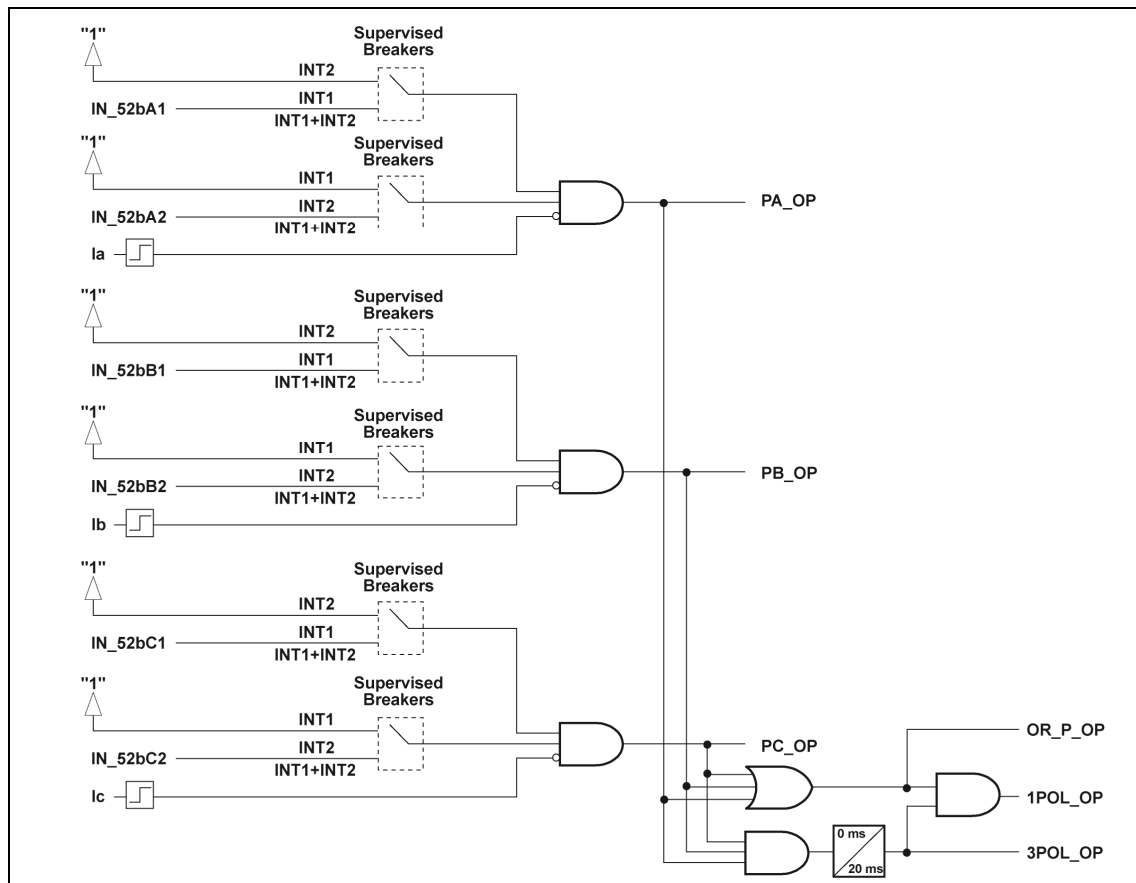 "1"
Supervised
Breakers
INT2
IN_52bA1
INT1
INT1+INT2
"1"
Supervised
Breakers
INT1
IN_52bA2
INT2
INT1+INT2
PA_OP
Ia
"1"
Supervised
Breakers
INT2
IN_52bB1
INT1
INT1+INT2
"1"
Supervised
Breakers
INT1
IN_52bB2
INT2
INT1+INT2
PB_OP
Ib
"1"
Supervised
Breakers
INT2
IN_52bC1
INT1
INT1+INT2
"1"
Supervised
Breakers
INT1
IN_52bC2
INT2
INT1+INT2
PC_OP
Ic
OR_P_OP
1POL_OP
0 ms
20 ms
3POL_OP